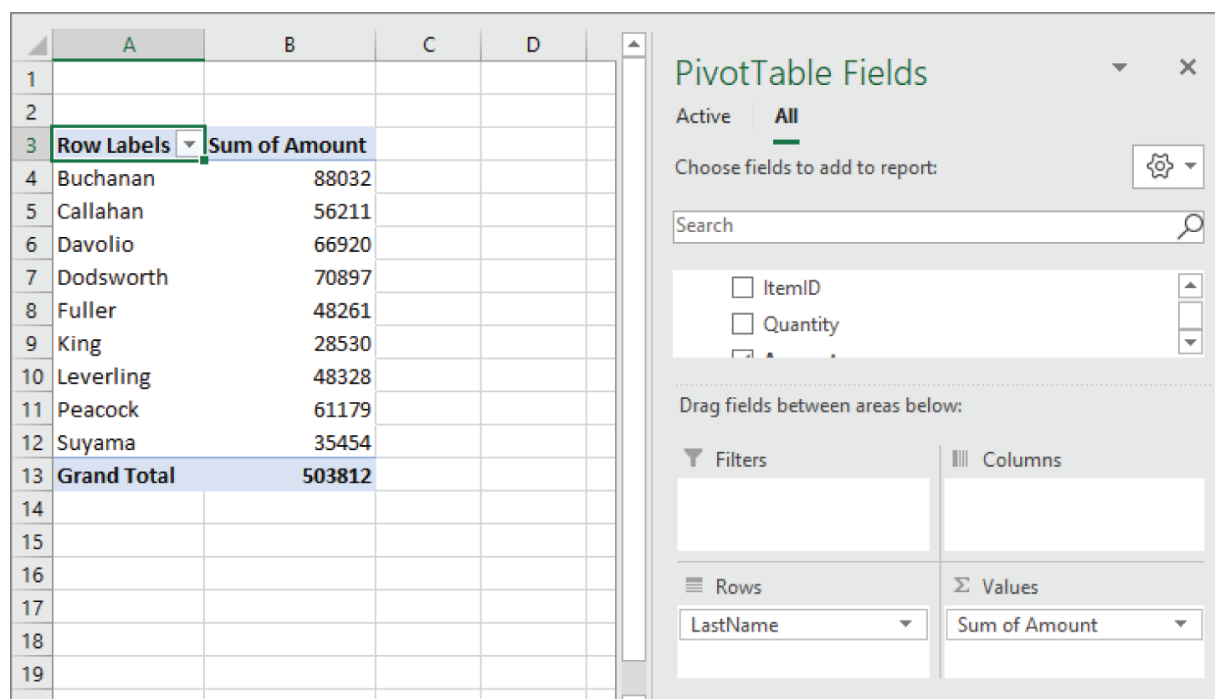 A B C D
1
2
3 Row Labels Sum of Amount
4 Buchanan 88032
5 Callahan 56211
6 Davolio 66920
7 Dodsworth 70897
8 Fuller 48261
9 King 28530
10 Leverling 48328
11 Peacock 61179
12 Suyama 35454
13 Grand Total 503812
14
15
16
17
18
19
PivotTable Fields
Active All
Choose fields to add to report:
Search
ItemID
Quantity
Drag fields between areas below:
Filters
Columns
Rows
Σ Values
LastName
Sum of Amount